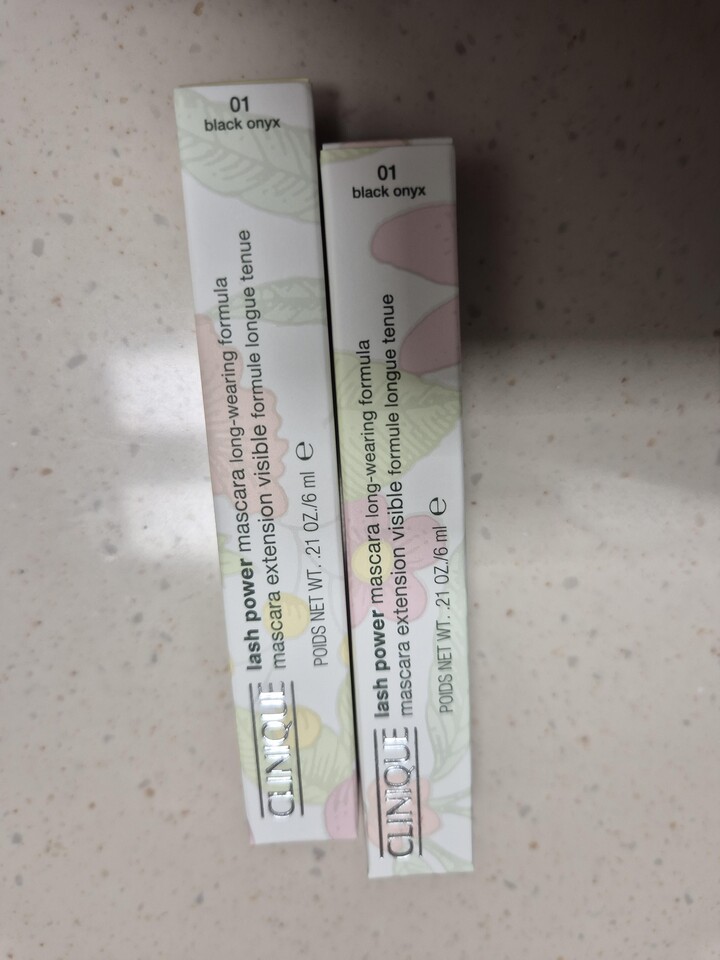 01
black onyx
CLINIQUE
lash power mascara long-wearing formula
mascara extension visible formule longue tenue
POIDS NET WT. .21 OZ./6 ml ℮
01
black onyx
CLINIQUE
lash power mascara long-wearing formula
mascara extension visible formule longue tenue
POIDS NET WT. .21 OZ./6 ml ℮